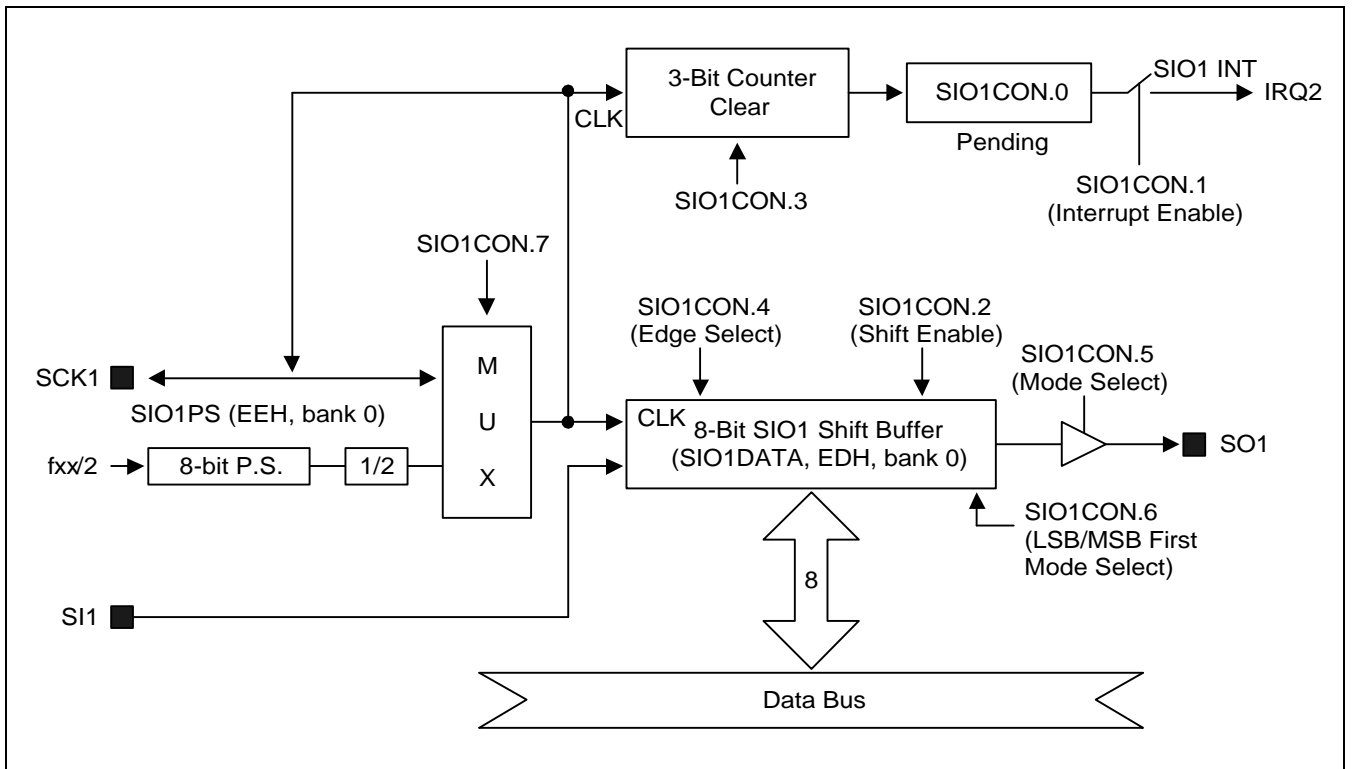 3-Bit Counter
Clear
SIO1CON.0
SIO1 INT
IRQ2
CLK
Pending
SIO1CON.3
SIO1CON.1
(Interrupt Enable)
SIO1CON.7
SIO1CON.4
(Edge Select)
SIO1CON.2
(Shift Enable)
SIO1CON.5
(Mode Select)
SCK1
M
U
X
SIO1PS (EEH, bank 0)
fxx/2
8-bit P.S.
1/2
CLK
8-Bit SIO1 Shift Buffer
(SIO1DATA, EDH, bank 0)
SO1
SIO1CON.6
(LSB/MSB First
Mode Select)
8
SI1
Data Bus